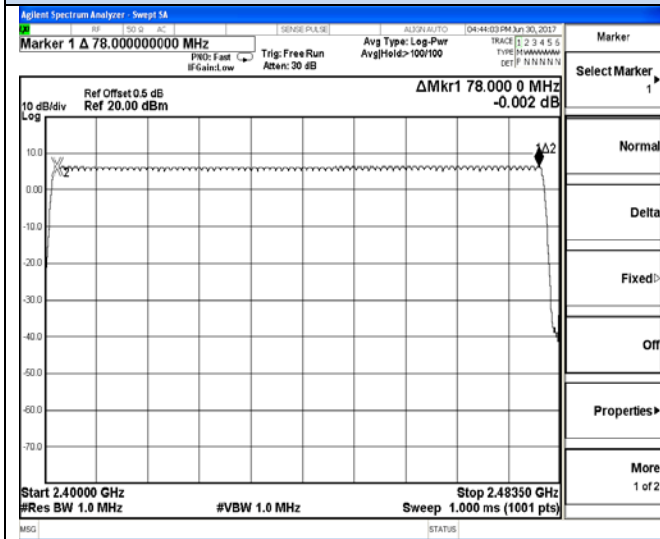 Agilent Spectrum Analyzer - Swept SA
RF 50 Ω AC SENSE:PULSE ALIGN AUTO 04:44:03 PM Jun 30, 2017
Marker 1 Δ 78.000000000 MHz
PNO: Fast
IFGain:Low
Trig: Free Run
Atten: 30 dB
Avg Type: Log-Pwr
Avg|Hold:>100/100
TRACE 1 2 3 4 5 6
TYPE MWWWWW
DET P N N N N N
Ref Offset 0.5 dB
10 dB/div Ref 20.00 dBm
Log
ΔMkr1 78.000 0 MHz
-0.002 dB
1Δ2
10.0
2
0.00
-10.0
-20.0
-30.0
-40.0
-50.0
-60.0
-70.0
Start 2.40000 GHz Stop 2.48350 GHz
#Res BW 1.0 MHz #VBW 1.0 MHz Sweep 1.000 ms (1001 pts)
MSG STATUS
Marker
Select Marker
1
Normal
Delta
Fixed
Off
Properties
More
1 of 2